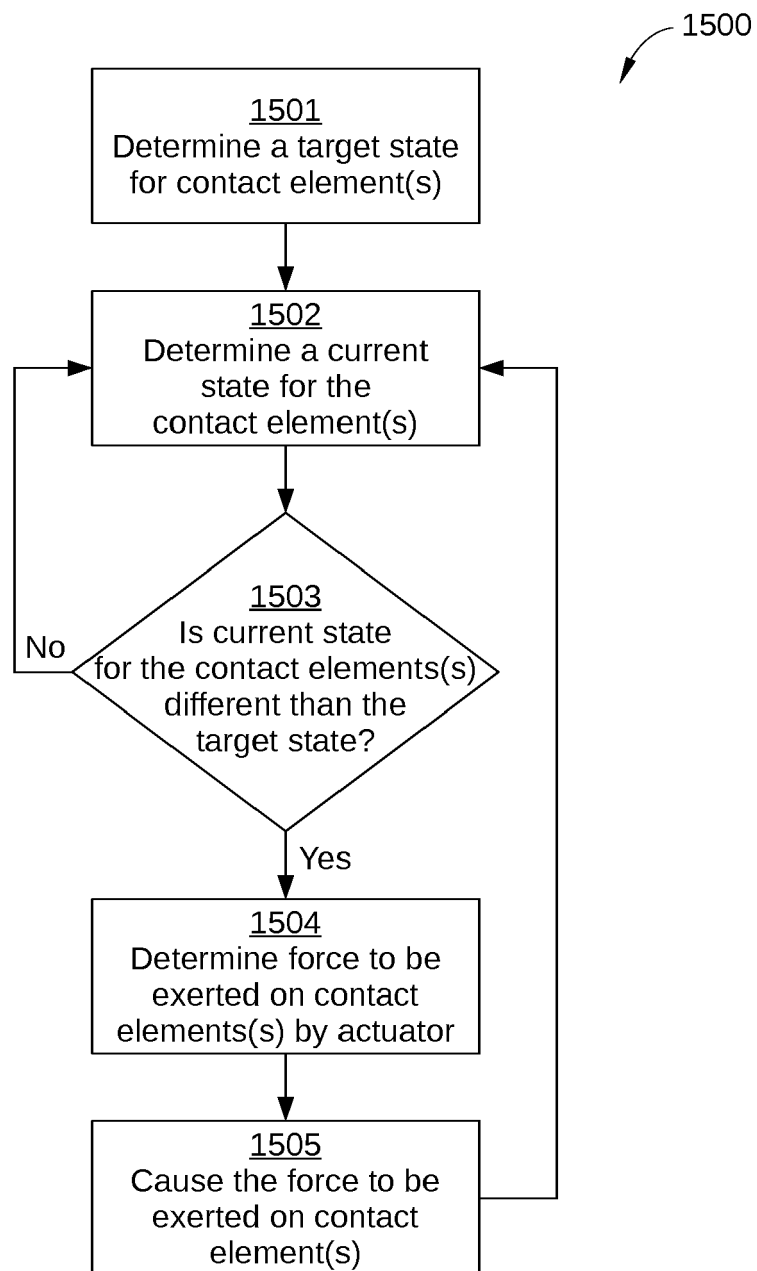 1500
1501
Determine a target state
for contact element(s)
1502
Determine a current
state for the
contact element(s)
1503
Is current state
for the contact elements(s)
different than the
target state?
No
Yes
1504
Determine force to be
exerted on contact
elements(s) by actuator
1505
Cause the force to be
exerted on contact
element(s)